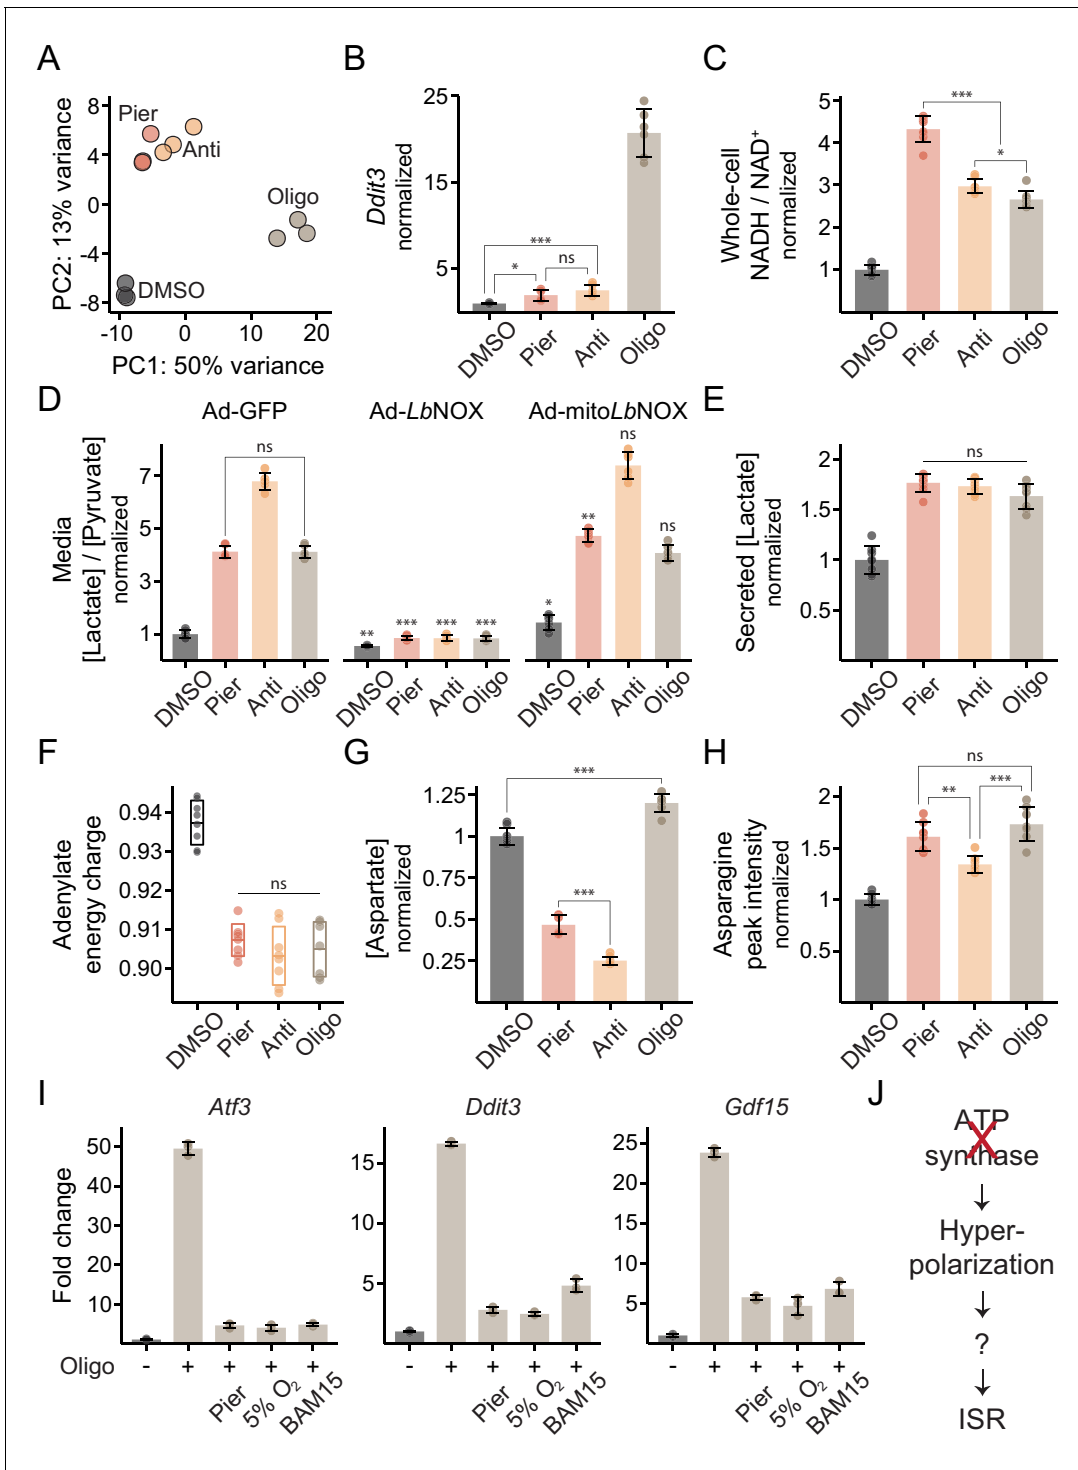 A
PC2: 13% variance
8
4
0
-4
-8
Pier
Anti
Oligo
DMSO
-10
0
10
20
PC1: 50% variance
B
Ddit3
normalized
25
15
5
***
*
ns
DMSO
Pier
Anti
Oligo
C
Whole-cell
NADH / NAD+
normalized
5
4
3
2
1
***
*
DMSO
Pier
Anti
Oligo
D
Media
[Lactate] / [Pyruvate]
normalized
7
5
3
1
Ad-GFP
ns
DMSO
Pier
Anti
Oligo
Ad-LbNOX
**
***
***
***
DMSO
Pier
Anti
Oligo
Ad-mitoLbNOX
*
**
ns
ns
DMSO
Pier
Anti
Oligo
E
Secreted [Lactate]
normalized
2
1.5
1
0.5
ns
DMSO
Pier
Anti
Oligo
F
Adenylate
energy charge
0.94
0.93
0.92
0.91
0.90
ns
DMSO
Pier
Anti
Oligo
G
[Aspartate]
normalized
1.25
1
0.75
0.5
0.25
***
***
DMSO
Pier
Anti
Oligo
H
Asparagine
peak intensity
normalized
2
1.5
1
0.5
ns
**
***
DMSO
Pier
Anti
Oligo
I
Fold change
Atf3
50
40
30
20
10
Oligo
-
+
+
+
+
Pier
5% O2
BAM15
Ddit3
15
10
5
-
+
+
+
+
Pier
5% O2
BAM15
Gdf15
25
20
15
10
5
-
+
+
+
+
Pier
5% O2
BAM15
J
ATP
synthase
Hyper-
polarization
?
ISR